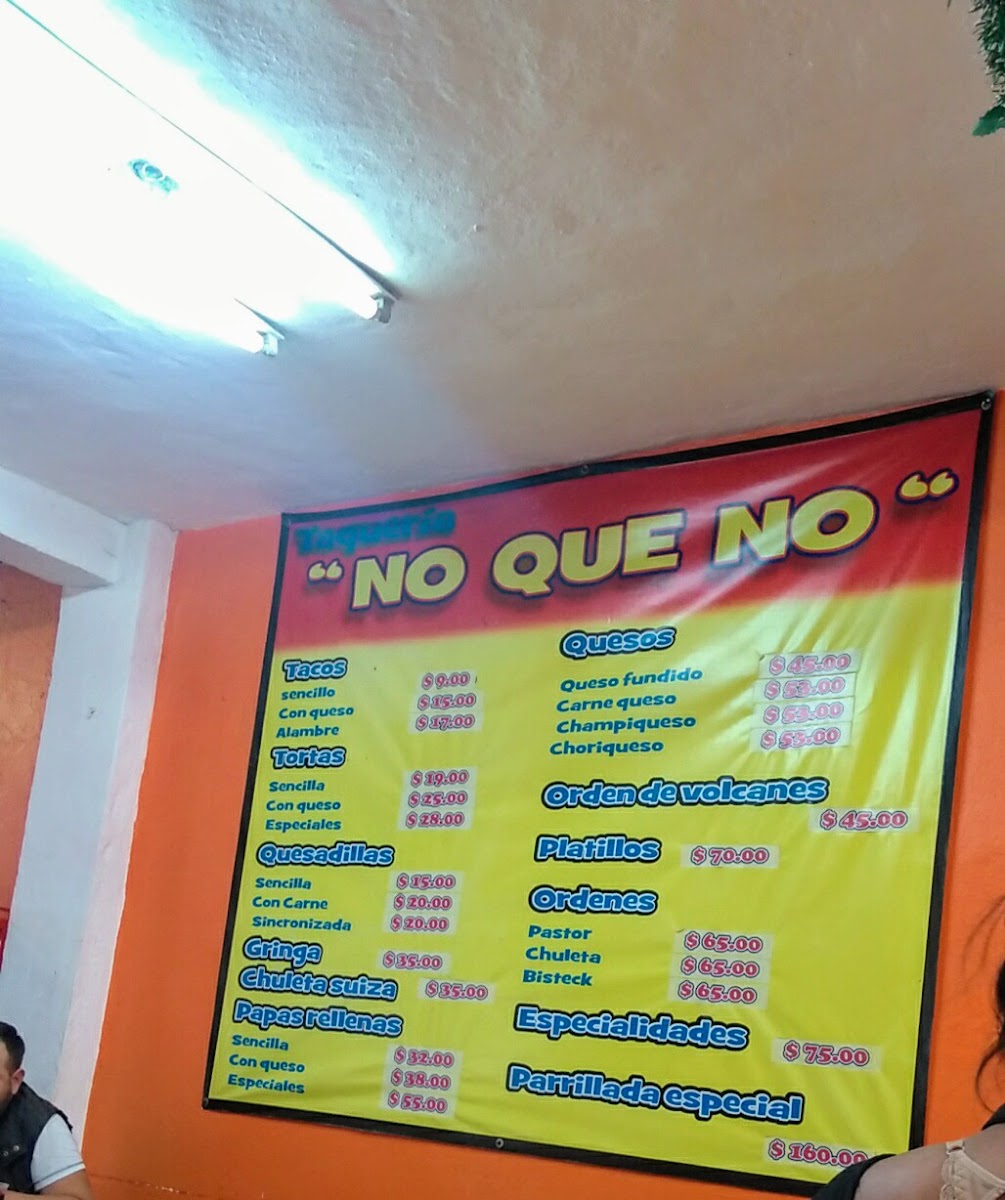 Taquería
“ NO QUE NO “
Tacos
sencillo $ 9.00
Con queso $ 15.00
Alambre $ 17.00
Tortas
Sencilla $ 19.00
Con queso $ 25.00
Especiales $ 28.00
Quesadillas
Sencilla $ 15.00
Con Carne $ 20.00
Sincronizada $ 20.00
Gringa $ 35.00
Chuleta suiza $ 35.00
Papas rellenas
Sencilla $ 32.00
Con queso $ 38.00
Especiales $ 55.00
Quesos
Queso fundido $ 45.00
Carne queso $ 53.00
Champiqueso $ 53.00
Choriqueso $ 53.00
Orden de volcanes
$ 45.00
Platillos $ 70.00
Ordenes
Pastor $ 65.00
Chuleta $ 65.00
Bisteck $ 65.00
Especialidades
$ 75.00
Parrillada especial
$ 160.00